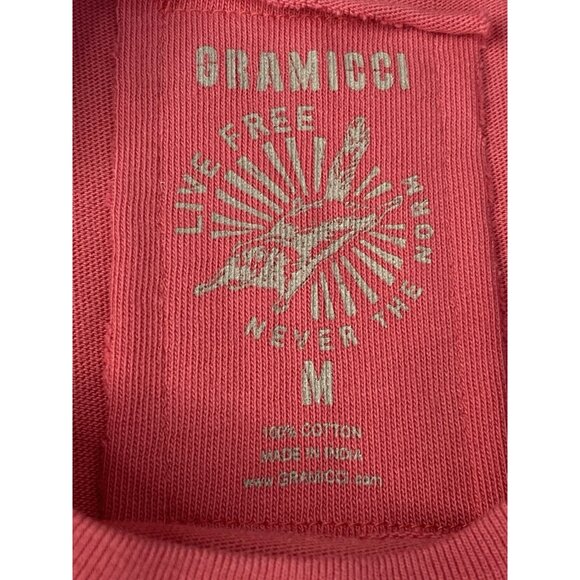 GRAMICCI
LIVE FREE
NEVER THE NORM
M
100% COTTON
MADE IN INDIA
www.GRAMICCI.com